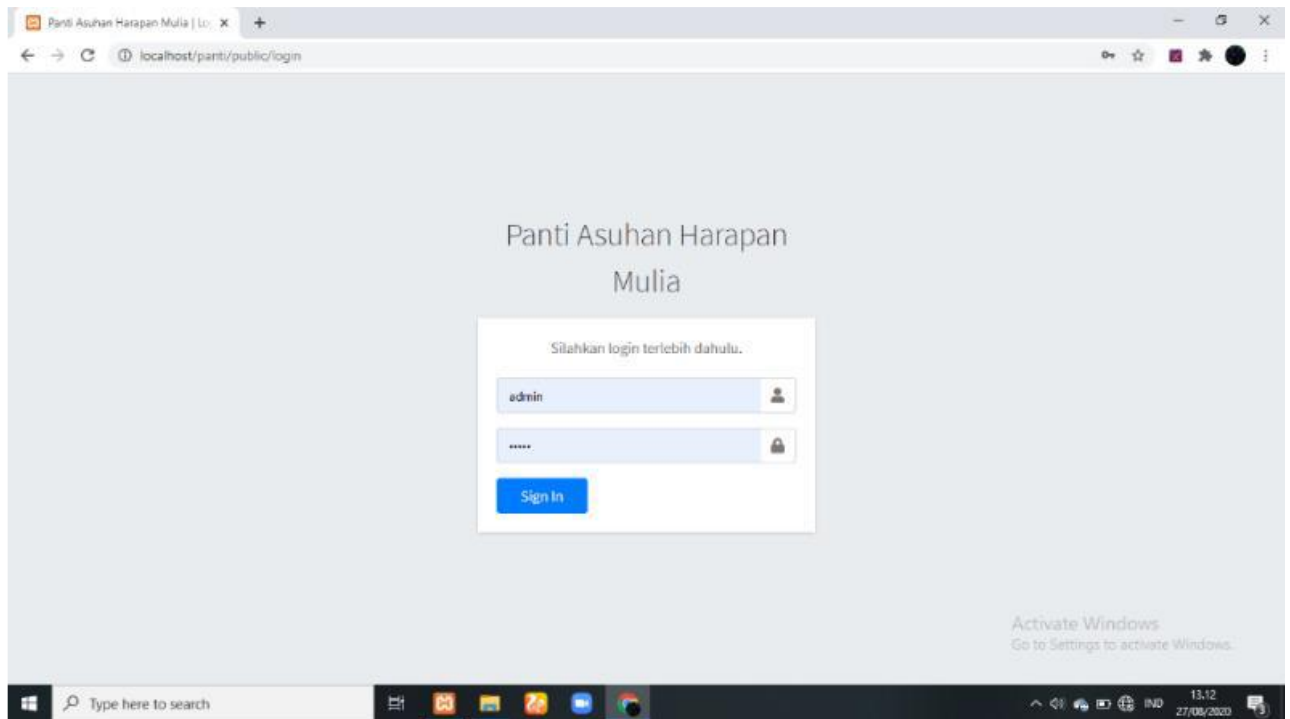 Panti Asuhan Harapan Mulia | Lo
localhost/panti/public/login
Panti Asuhan Harapan
Mulia
Silahkan login terlebih dahulu.
admin
•••••
Sign In
Activate Windows
Go to Settings to activate Windows.
Type here to search
IND
13.12
27/08/2020
3